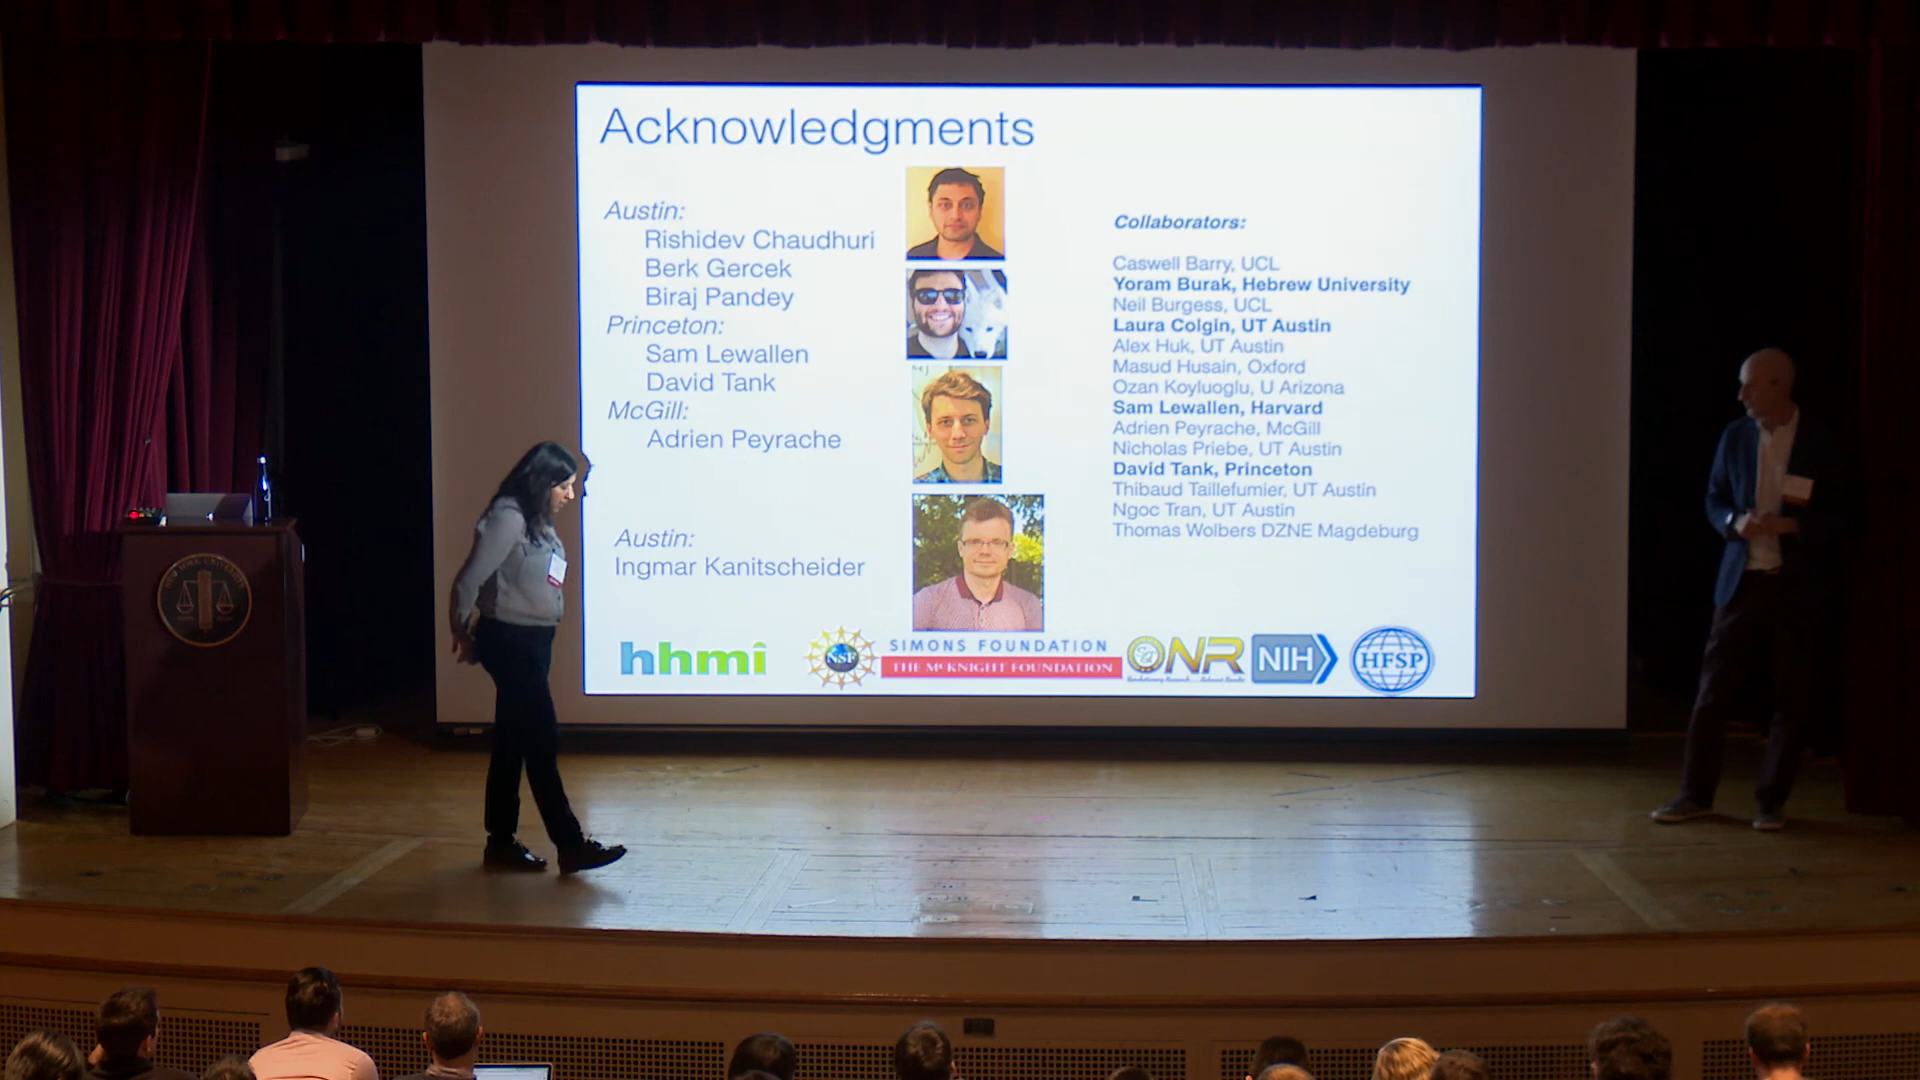 Acknowledgments
Austin:
Rishidev Chaudhuri
Berk Gercek
Biraj Pandey
Princeton:
Sam Lewallen
David Tank
McGill:
Adrien Peyrache
Austin:
Ingmar Kanitscheider
Collaborators:
Caswell Barry, UCL
Yoram Burak, Hebrew University
Neil Burgess, UCL
Laura Colgin, UT Austin
Alex Huk, UT Austin
Masud Husain, Oxford
Ozan Koyluoglu, U Arizona
Sam Lewallen, Harvard
Adrien Peyrache, McGill
Nicholas Priebe, UT Austin
David Tank, Princeton
Thibaud Taillefumier, UT Austin
Ngoc Tran, UT Austin
Thomas Wolbers DZNE Magdeburg
hhmi
NSF
SIMONS FOUNDATION
THE MCKNIGHT FOUNDATION
ONR
NIH
HFSP